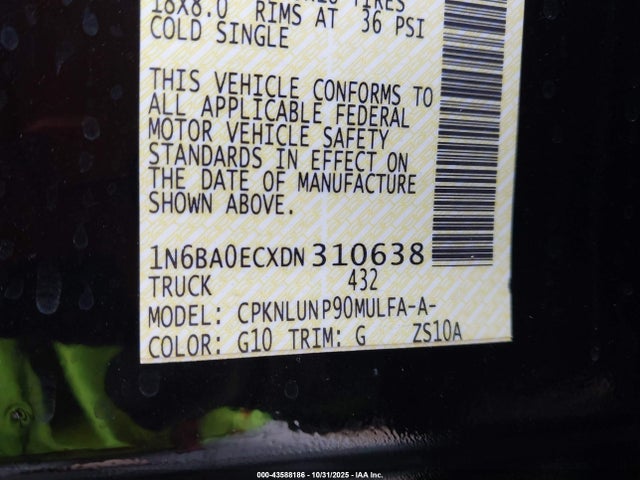 18X8.0 RIMS AT 36 PSI
COLD SINGLE
THIS VEHICLE CONFORMS TO
ALL APPLICABLE FEDERAL
MOTOR VEHICLE SAFETY
STANDARDS IN EFFECT ON
THE DATE OF MANUFACTURE
SHOWN ABOVE.
1N6BA0ECXDN310638
TRUCK 432
MODEL: CPKNLUNP90MULFA-A-
COLOR: G10 TRIM: G ZS10A
000-43588186 - 10/31/2025 - IAA Inc.